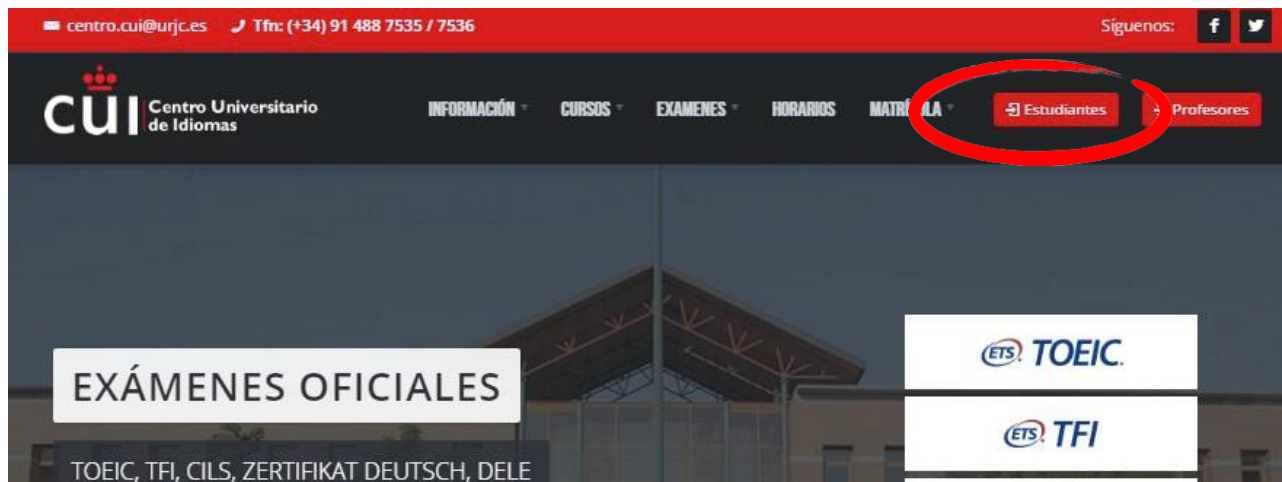 centro.cui@urjc.es Tfn: (+34) 91 488 7535 / 7536 Síguenos:
CUI Centro Universitario
de Idiomas
INFORMACIÓN CURSOS EXAMENES HORARIOS MATRÍCULA Estudiantes Profesores
EXÁMENES OFICIALES
TOEIC, TFI, CILS, ZERTIFIKAT DEUTSCH, DELE
ETS TOEIC.
ETS TFI